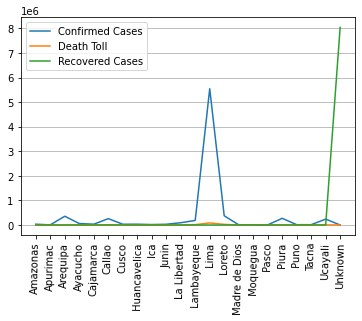 1e6
Confirmed Cases
Death Toll
Recovered Cases
8
7
6
5
4
3
2
1
0
Amazonas
Apurimac
Arequipa
Ayacucho
Cajamarca
Callao
Cusco
Huancavelica
Ica
Junin
La Libertad
Lambayeque
Lima
Loreto
Madre de Dios
Moquegua
Pasco
Piura
Puno
Tacna
Ucayali
Unknown